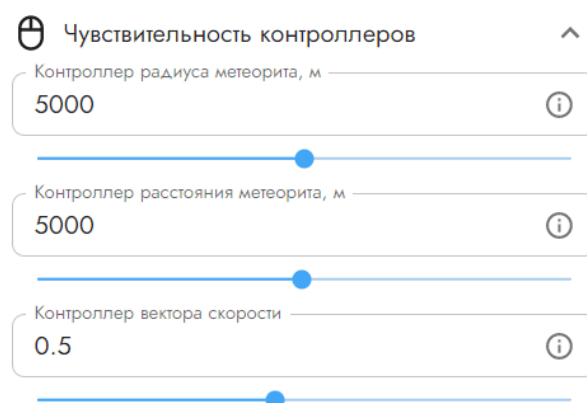 Чувствительность контроллеров
Контроллер радиуса метеорита, м
5000
Контроллер расстояния метеорита, м
5000
Контроллер вектора скорости
0.5